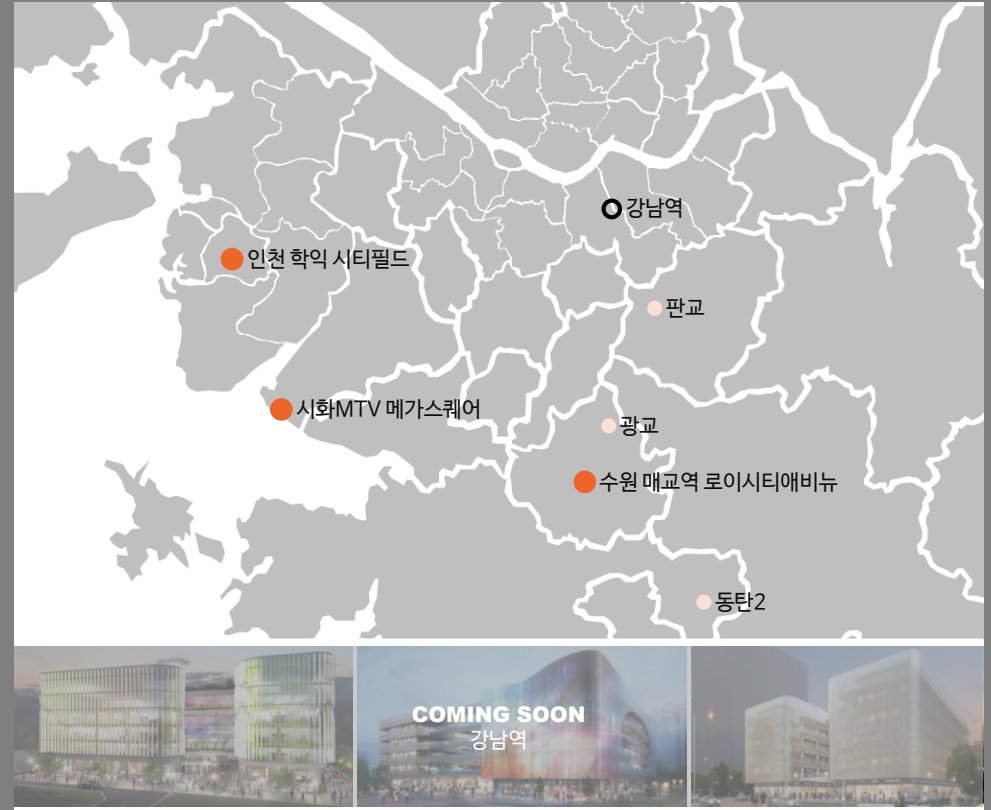 강남역
인천 학익 시티필드
판교
시화MTV 메가스퀘어
광교
수원 매교역 로이시티애비뉴
동탄2
COMING SOON
강남역